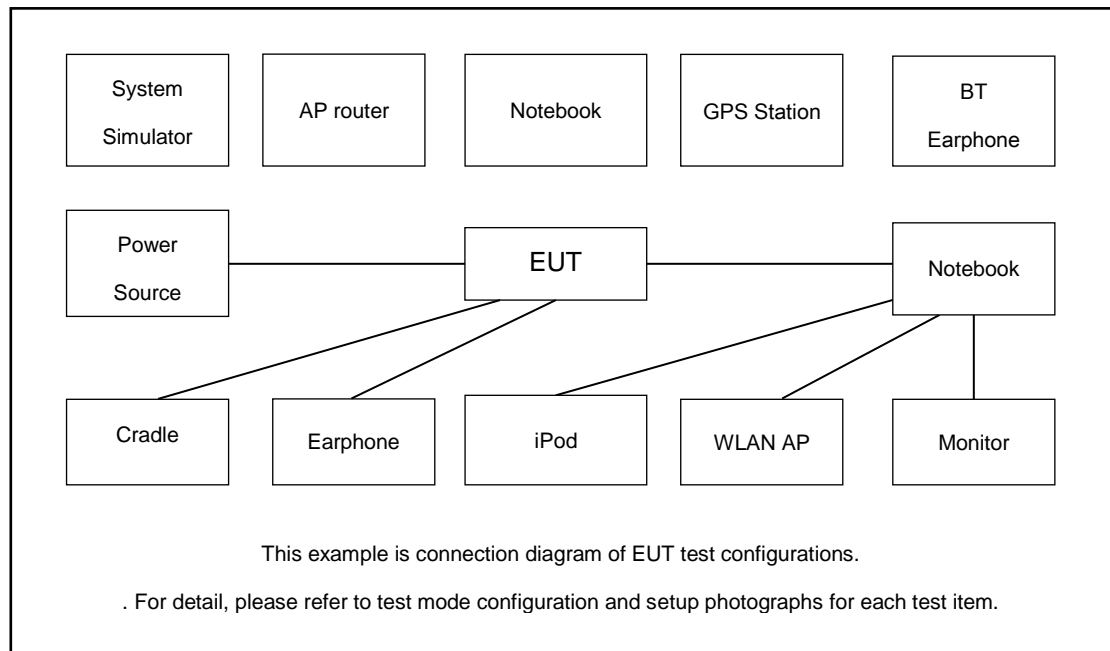 System
Simulator
AP router
Notebook
GPS Station
BT
Earphone
Power
Source
EUT
Notebook
Cradle
Earphone
iPod
WLAN AP
Monitor
This example is connection diagram of EUT test configurations.
. For detail, please refer to test mode configuration and setup photographs for each test item.